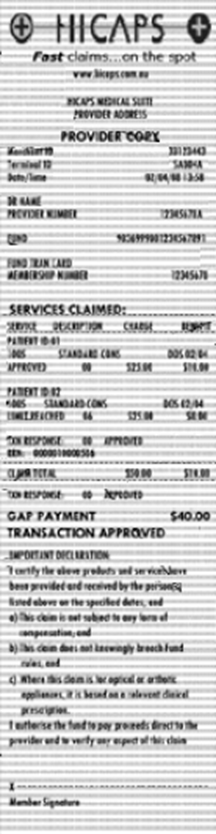 HICAPS
Fast claims...on the spot
www.hicaps.com.au
HICAPS MEDICAL SUITE
PROVIDER ADDRESS
PROVIDER COPY
Merchant ID
Terminal ID
Date/Time 02/04/08 13:58
DR NAME
PROVIDER NUMBER 12345678A
FUND
FUND TRAN CARD
MEMBERSHIP NUMBER 12345678
SERVICES CLAIMED:
SERVICE DESCRIPTION CHARGE BENEFIT
PATIENT ID:01
1005 STANDARD CONS DOS 02/04
APPROVED 00 $25.00 $10.00
PATIENT ID:02
1005 STANDARD CONS DOS 02/04
LIMIT REACHED 06 $25.00 $0.00
TXN RESPONSE: 00 APPROVED
RRN:
CLAIM TOTAL $50.00 $10.00
TXN RESPONSE: 00 APPROVED
GAP PAYMENT $40.00
TRANSACTION APPROVED
IMPORTANT DECLARATION
I certify the above products and services have
been provided and received by the person(s)
listed above on the specified dates, and
a) This claim is not subject to any form of
compensation; and
b) This claim does not knowingly breach Fund
rules, and
c) Where this claim is for optical or orthotic
appliances, it is based on a relevant clinical
prescription.
I authorise the fund to pay proceeds direct to the
provider and to verify any aspect of this claim
X
Member Signature